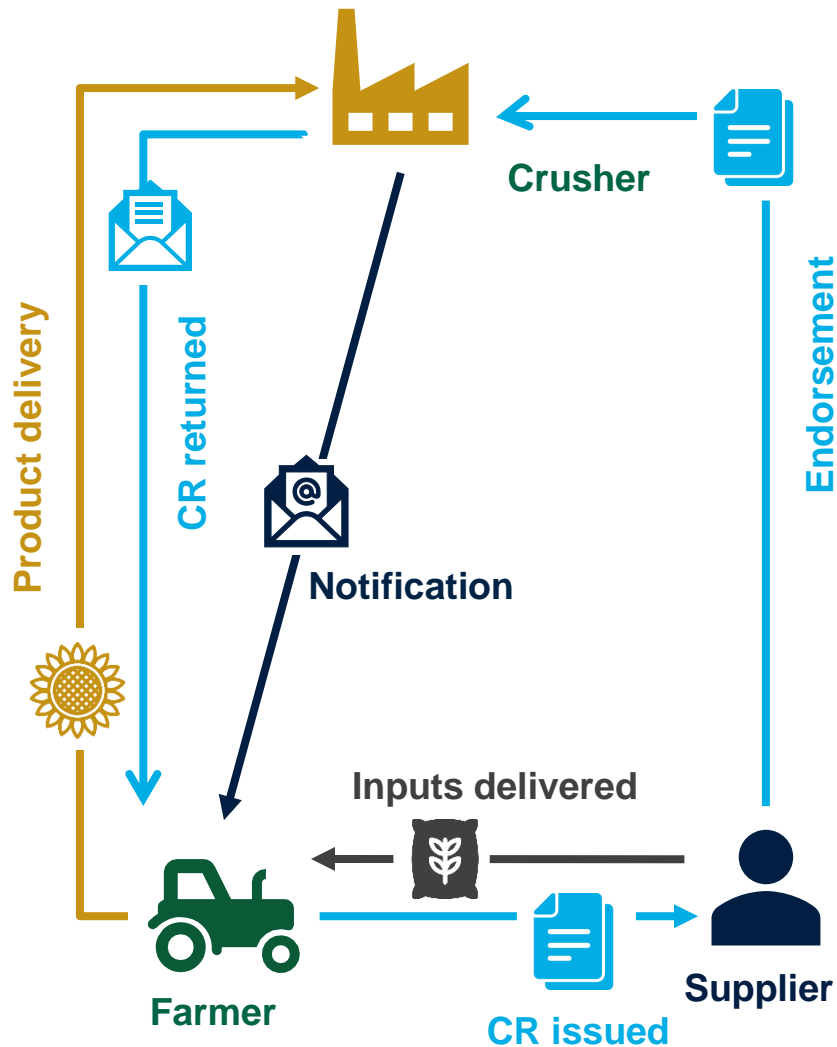 Crusher
Endorsement
Product delivery
CR returned
@
Notification
Inputs delivered
Farmer
Supplier
CR issued